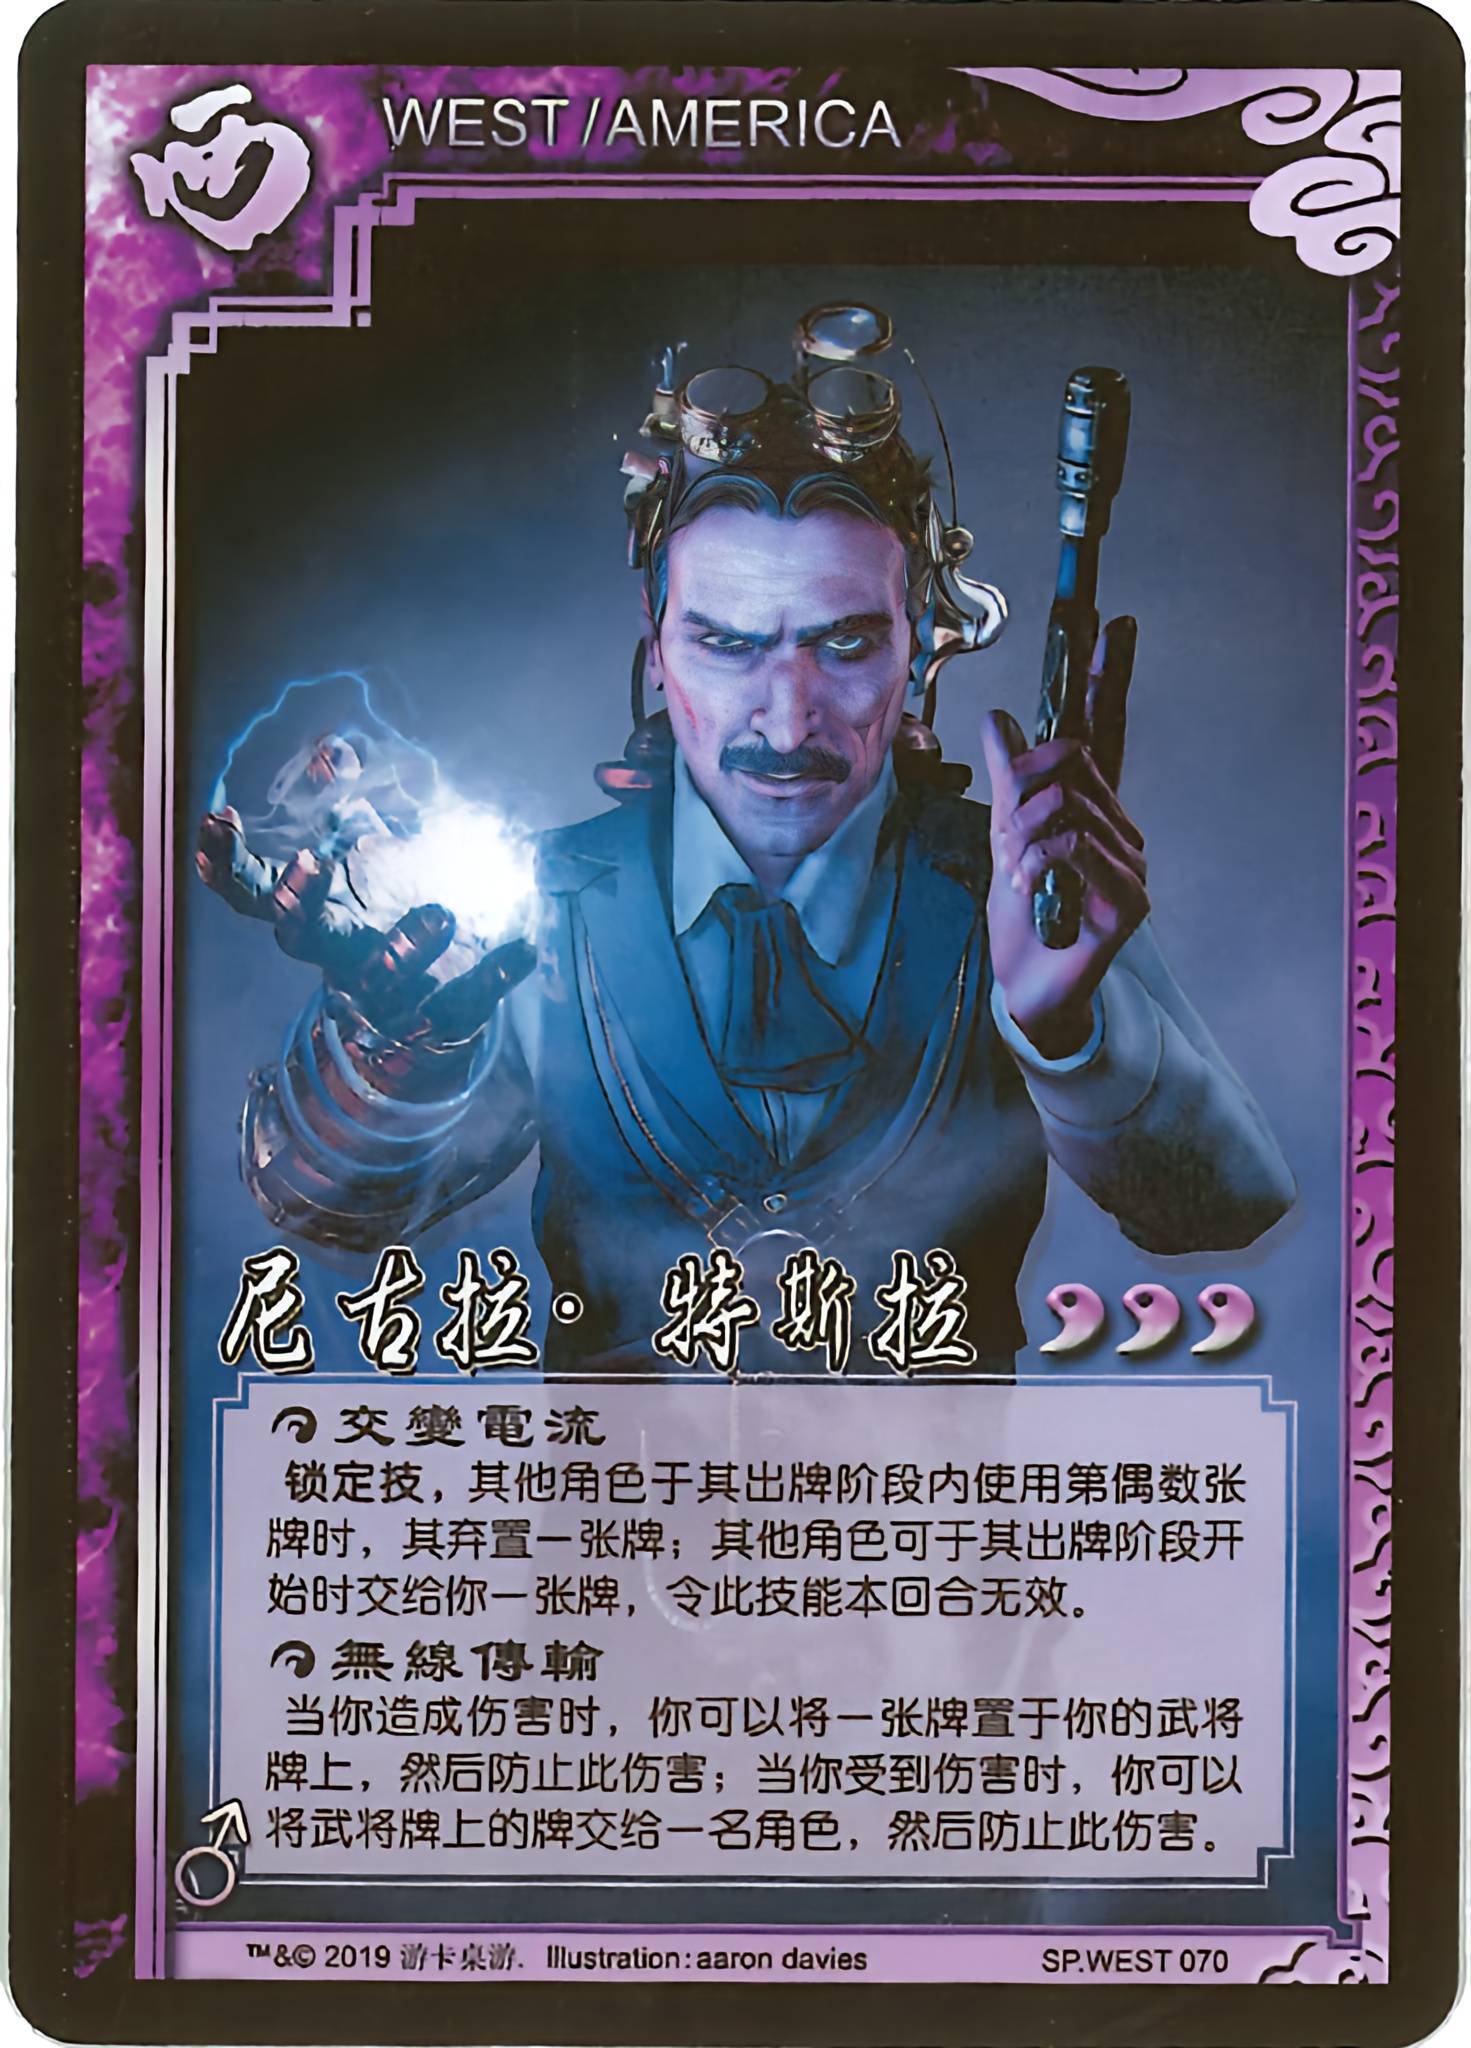 西
WEST/AMERICA
尼古拉·特斯拉
交變電流
锁定技，其他角色于其出牌阶段内使用第偶数张
牌时，其弃置一张牌；其他角色可于其出牌阶段开
始时交给你一张牌，令此技能本回合无效。
無線傳輸
当你造成伤害时，你可以将一张牌置于你的武将
牌上，然后防止此伤害；当你受到伤害时，你可以
将武将牌上的牌交给一名角色，然后防止此伤害。
™&© 2019 游卡桌游. Illustration: aaron davies
SP.WEST 070